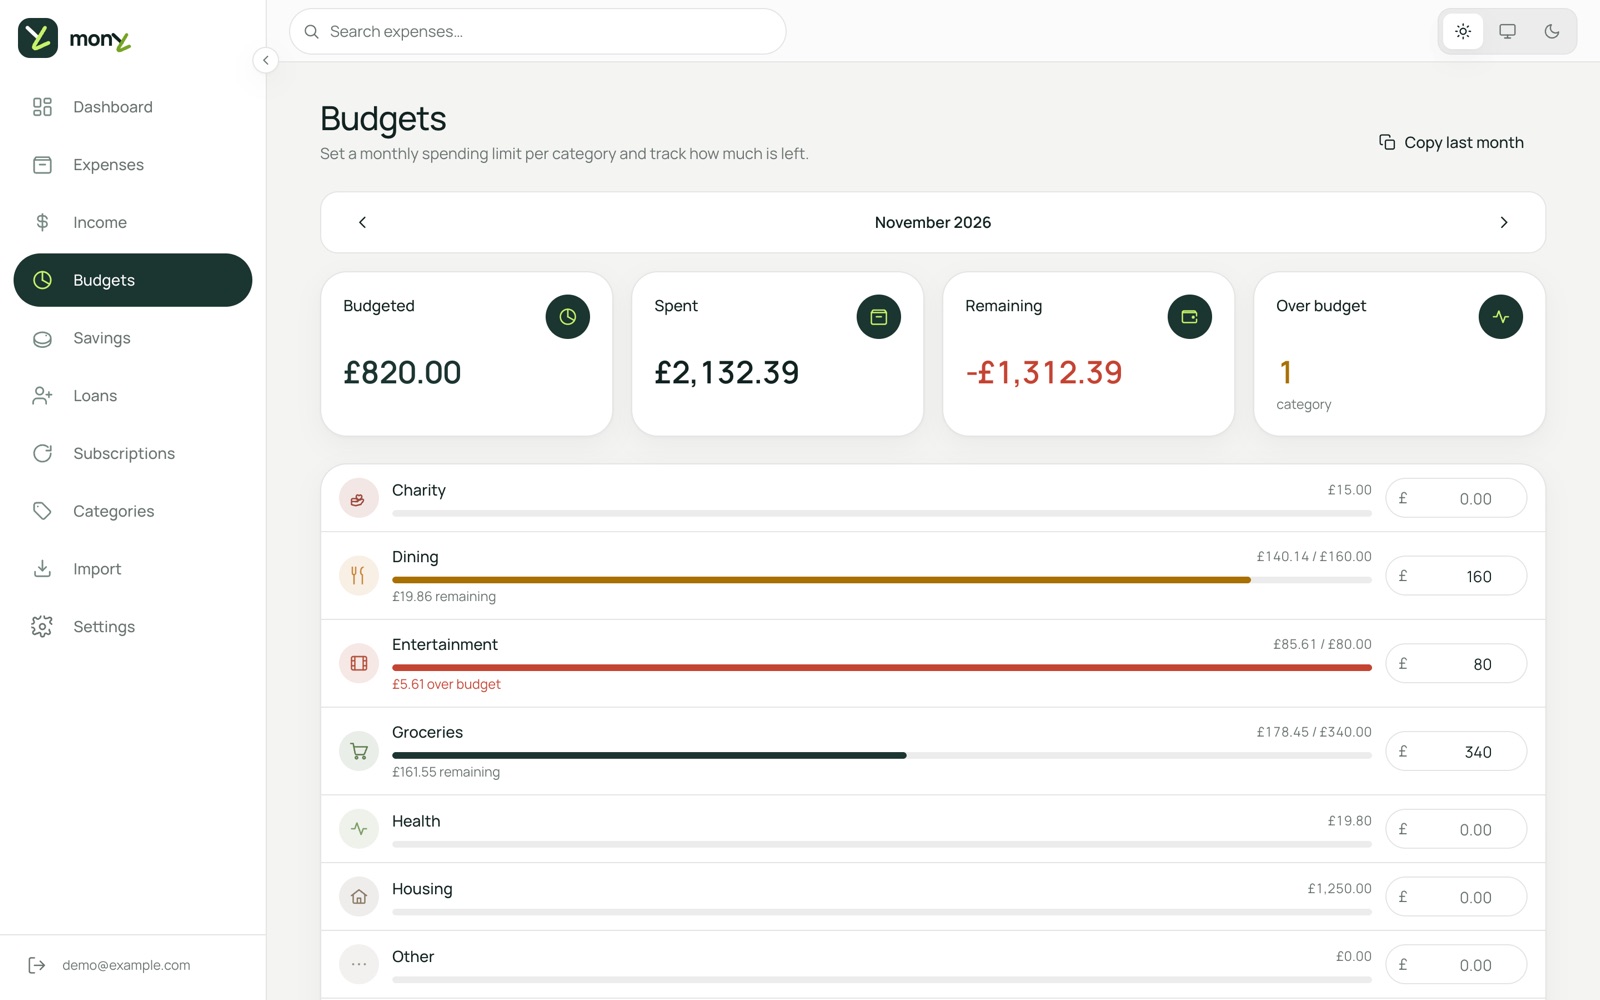 mony
Search expenses...
Dashboard
Expenses
Income
Budgets
Savings
Loans
Subscriptions
Categories
Import
Settings
demo@example.com
Budgets
Set a monthly spending limit per category and track how much is left.
Copy last month
November 2026
Budgeted
£820.00
Spent
£2,132.39
Remaining
-£1,312.39
Over budget
1
category
Charity £15.00 £ 0.00
Dining £140.14 / £160.00 £ 160
£19.86 remaining
Entertainment £85.61 / £80.00 £ 80
£5.61 over budget
Groceries £178.45 / £340.00 £ 340
£161.55 remaining
Health £19.80 £ 0.00
Housing £1,250.00 £ 0.00
Other £0.00 £ 0.00